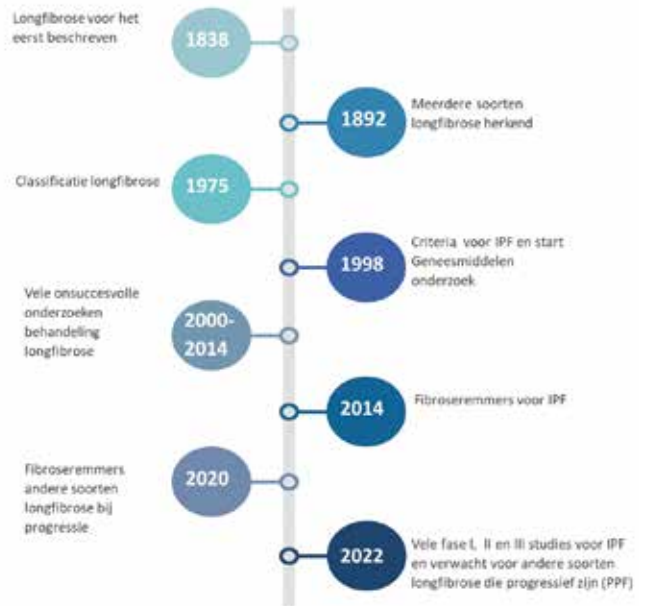 Longfibrose voor het
eerst beschreven
1838
1892
Meerdere soorten
longfibrose herkend
Classificatie longfibrose
1975
1998
Criteria voor IPF en start
Geneesmiddelen
onderzoek
Vele onsuccesvolle
onderzoeken
behandeling
longfibrose
2000-
2014
2014
Fibroseremmers voor IPF
Fibroseremmers
andere soorten
longfibrose bij
progressie
2020
2022
Vele fase I, II en III studies voor IPF
en verwacht voor andere soorten
longfibrose die progressief zijn (PPF)